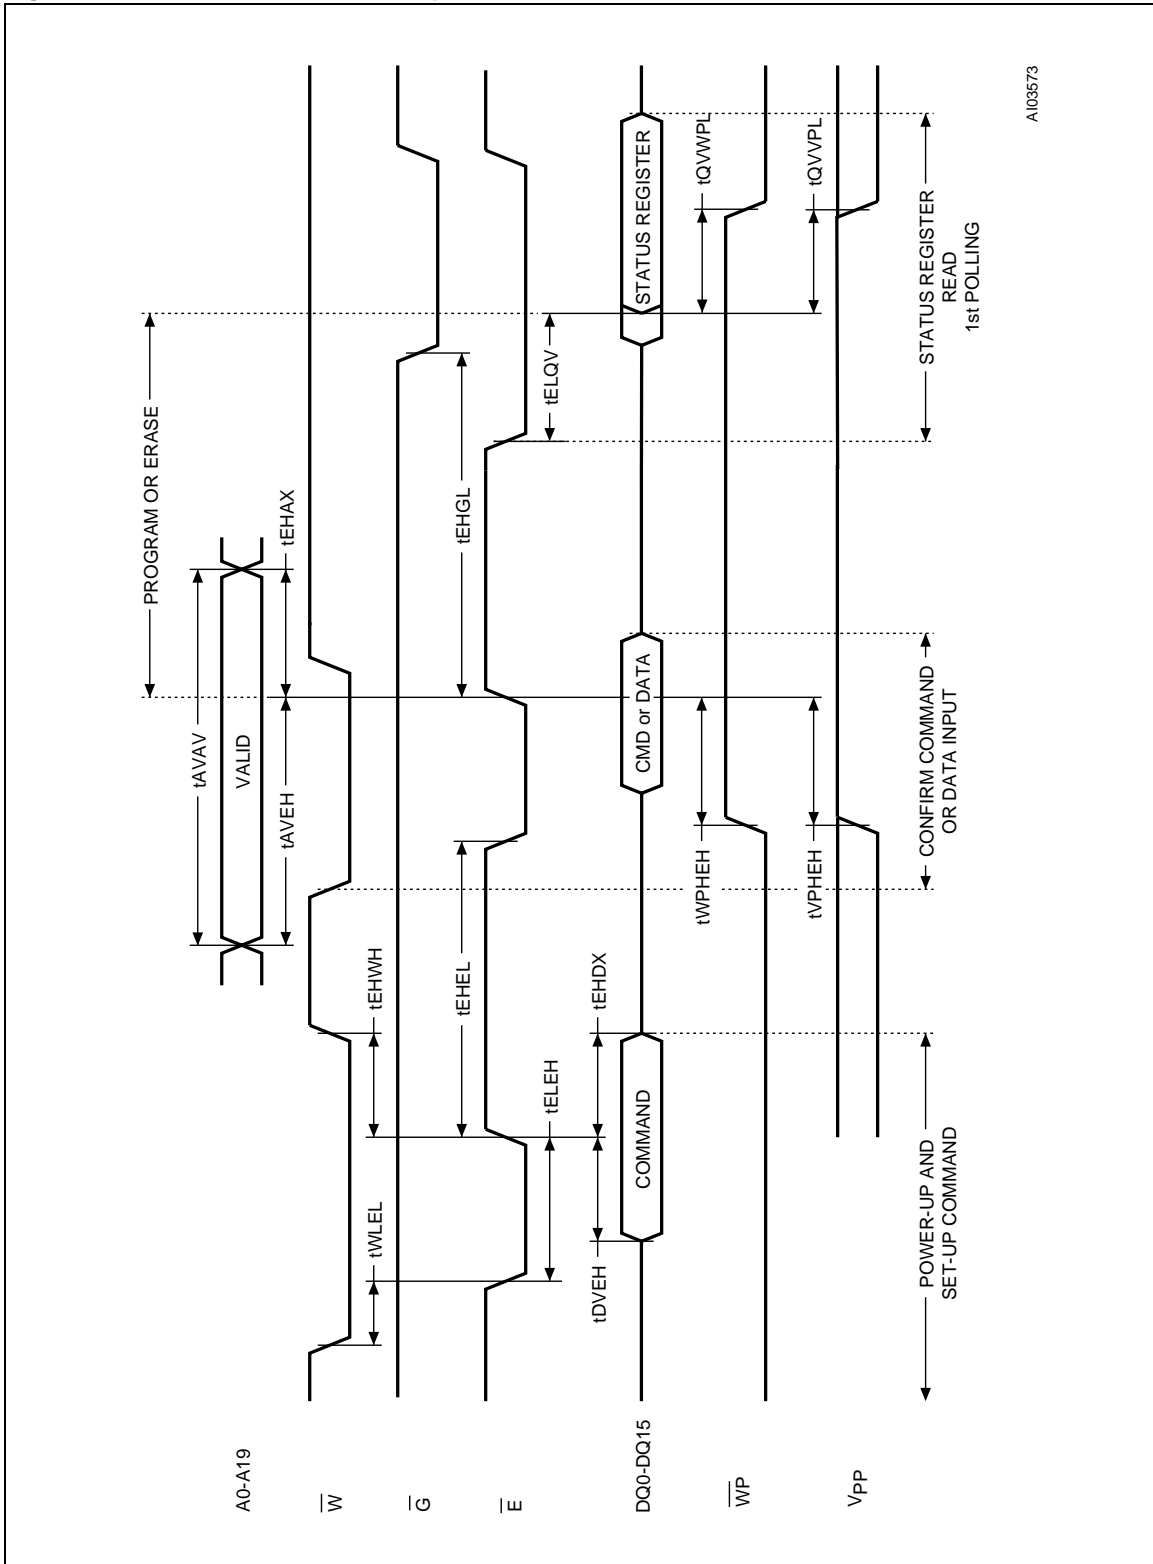 A0-A19
VALID
tAVAV
tAVEH
tEHAX
PROGRAM OR ERASE
W
tWLEL
tEHWH
G
tEHEL
tEHGL
E
tELEH
tELQV
tDVEH
tEHDX
DQ0-DQ15
COMMAND
CMD or DATA
STATUS REGISTER
WP
tWPHEH
tQVWPL
VPP
tVPHEH
tQVVPL
POWER-UP AND
SET-UP COMMAND
CONFIRM COMMAND
OR DATA INPUT
STATUS REGISTER
READ
1st POLLING
AI03573